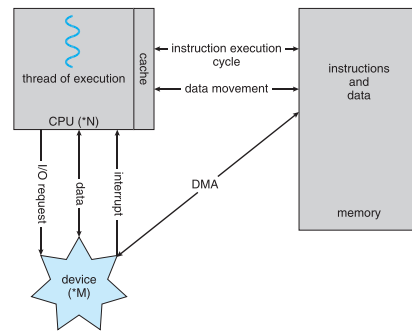 thread of execution
cache
CPU (*N)
instruction execution
cycle
data movement
instructions
and
data
memory
I/O request
data
interrupt
DMA
device
(*M)